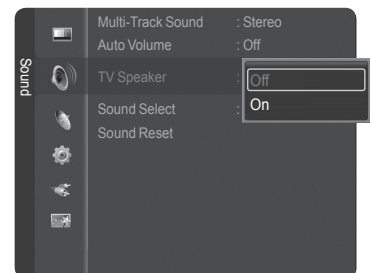 Sound
Multi-Track Sound : Stereo
Auto Volume : Off
TV Speaker : Off
On
Sound Select :
Sound Reset